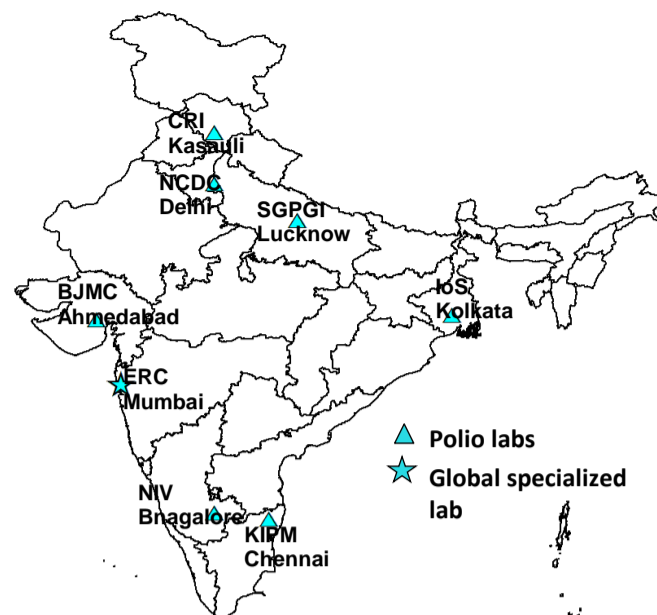 CRI
Kasauli
NCDC
Delhi
SGPGI
Lucknow
BJMC
Ahmedabad
IoS
Kolkata
ERC
Mumbai
Polio labs
Global specialized
lab
NIV
Bnagalore
KIPM
Chennai